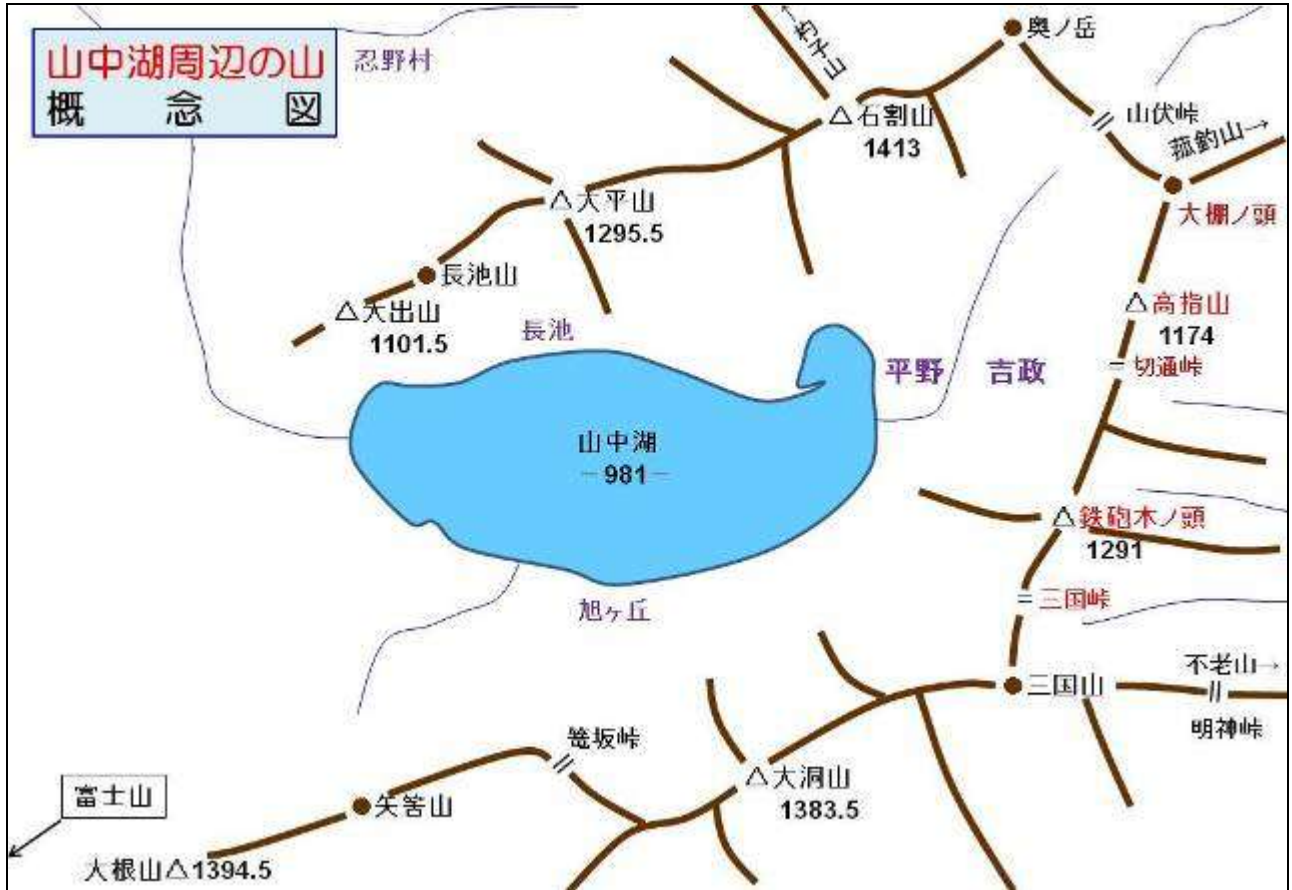 山中湖周辺の山
概念図
忍野村
←杓子山
奥ノ岳
石割山
1413
山伏峠
菰釣山→
大棚ノ頭
大平山
1295.5
長池山
大出山
1101.5
長池
高指山
1174
切通峠
平野 吉政
山中湖
－981－
鉄砲木ノ頭
1291
三国峠
旭ヶ丘
三国山
不老山→
明神峠
篭坂峠
大洞山
1383.5
富士山
矢筈山
大根山△1394.5